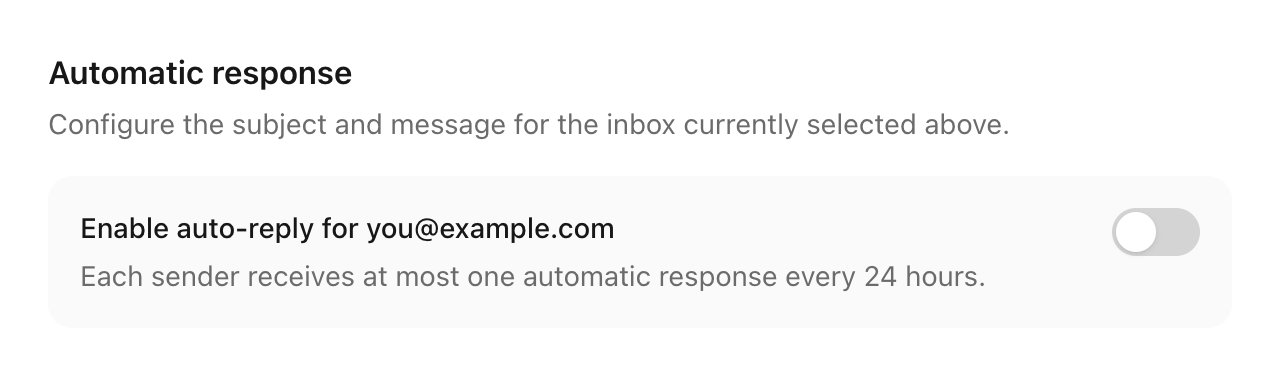 Automatic response
Configure the subject and message for the inbox currently selected above.
Enable auto-reply for you@example.com
Each sender receives at most one automatic response every 24 hours.